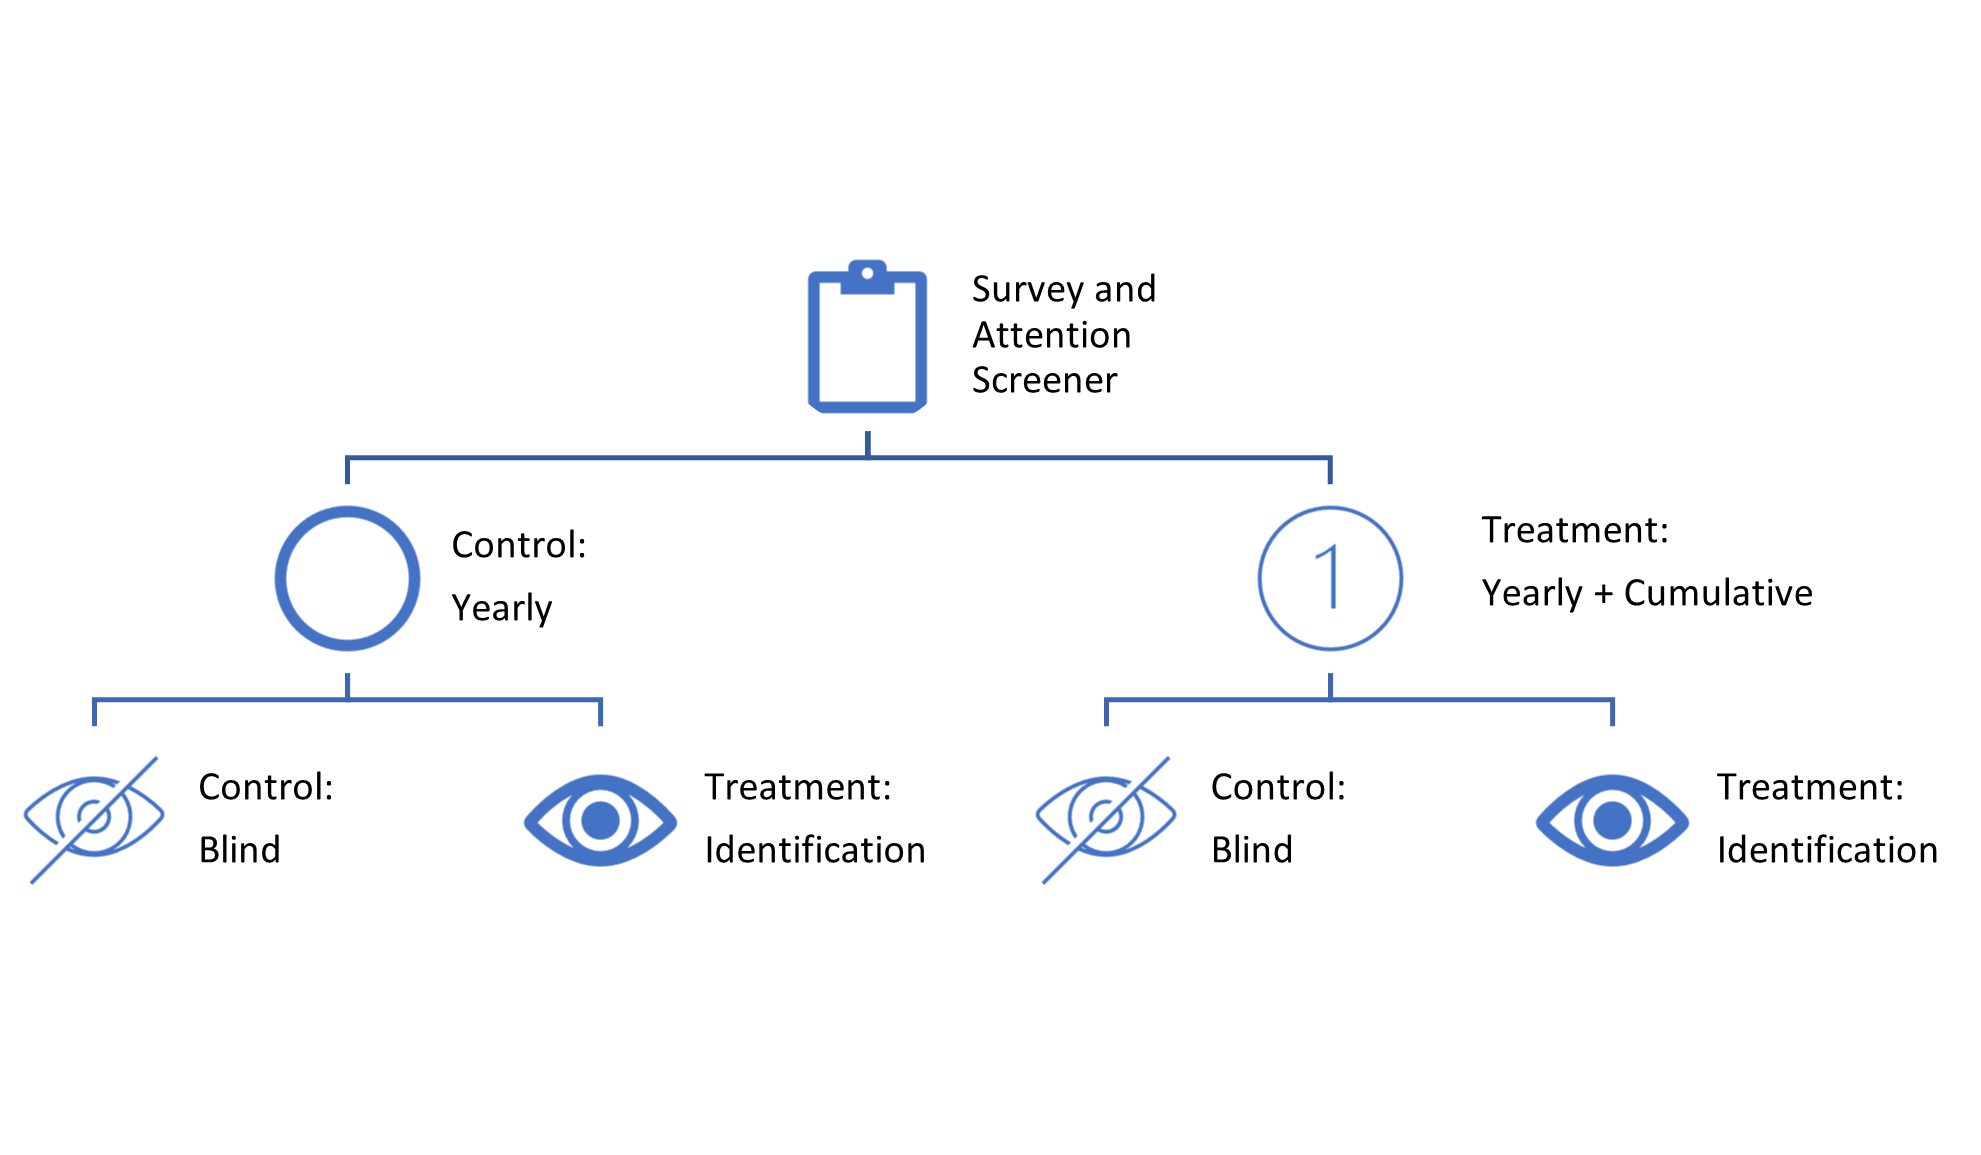 Survey and
Attention
Screener
Control:
Yearly
1
Treatment:
Yearly + Cumulative
Control:
Blind
Treatment:
Identification
Control:
Blind
Treatment:
Identification